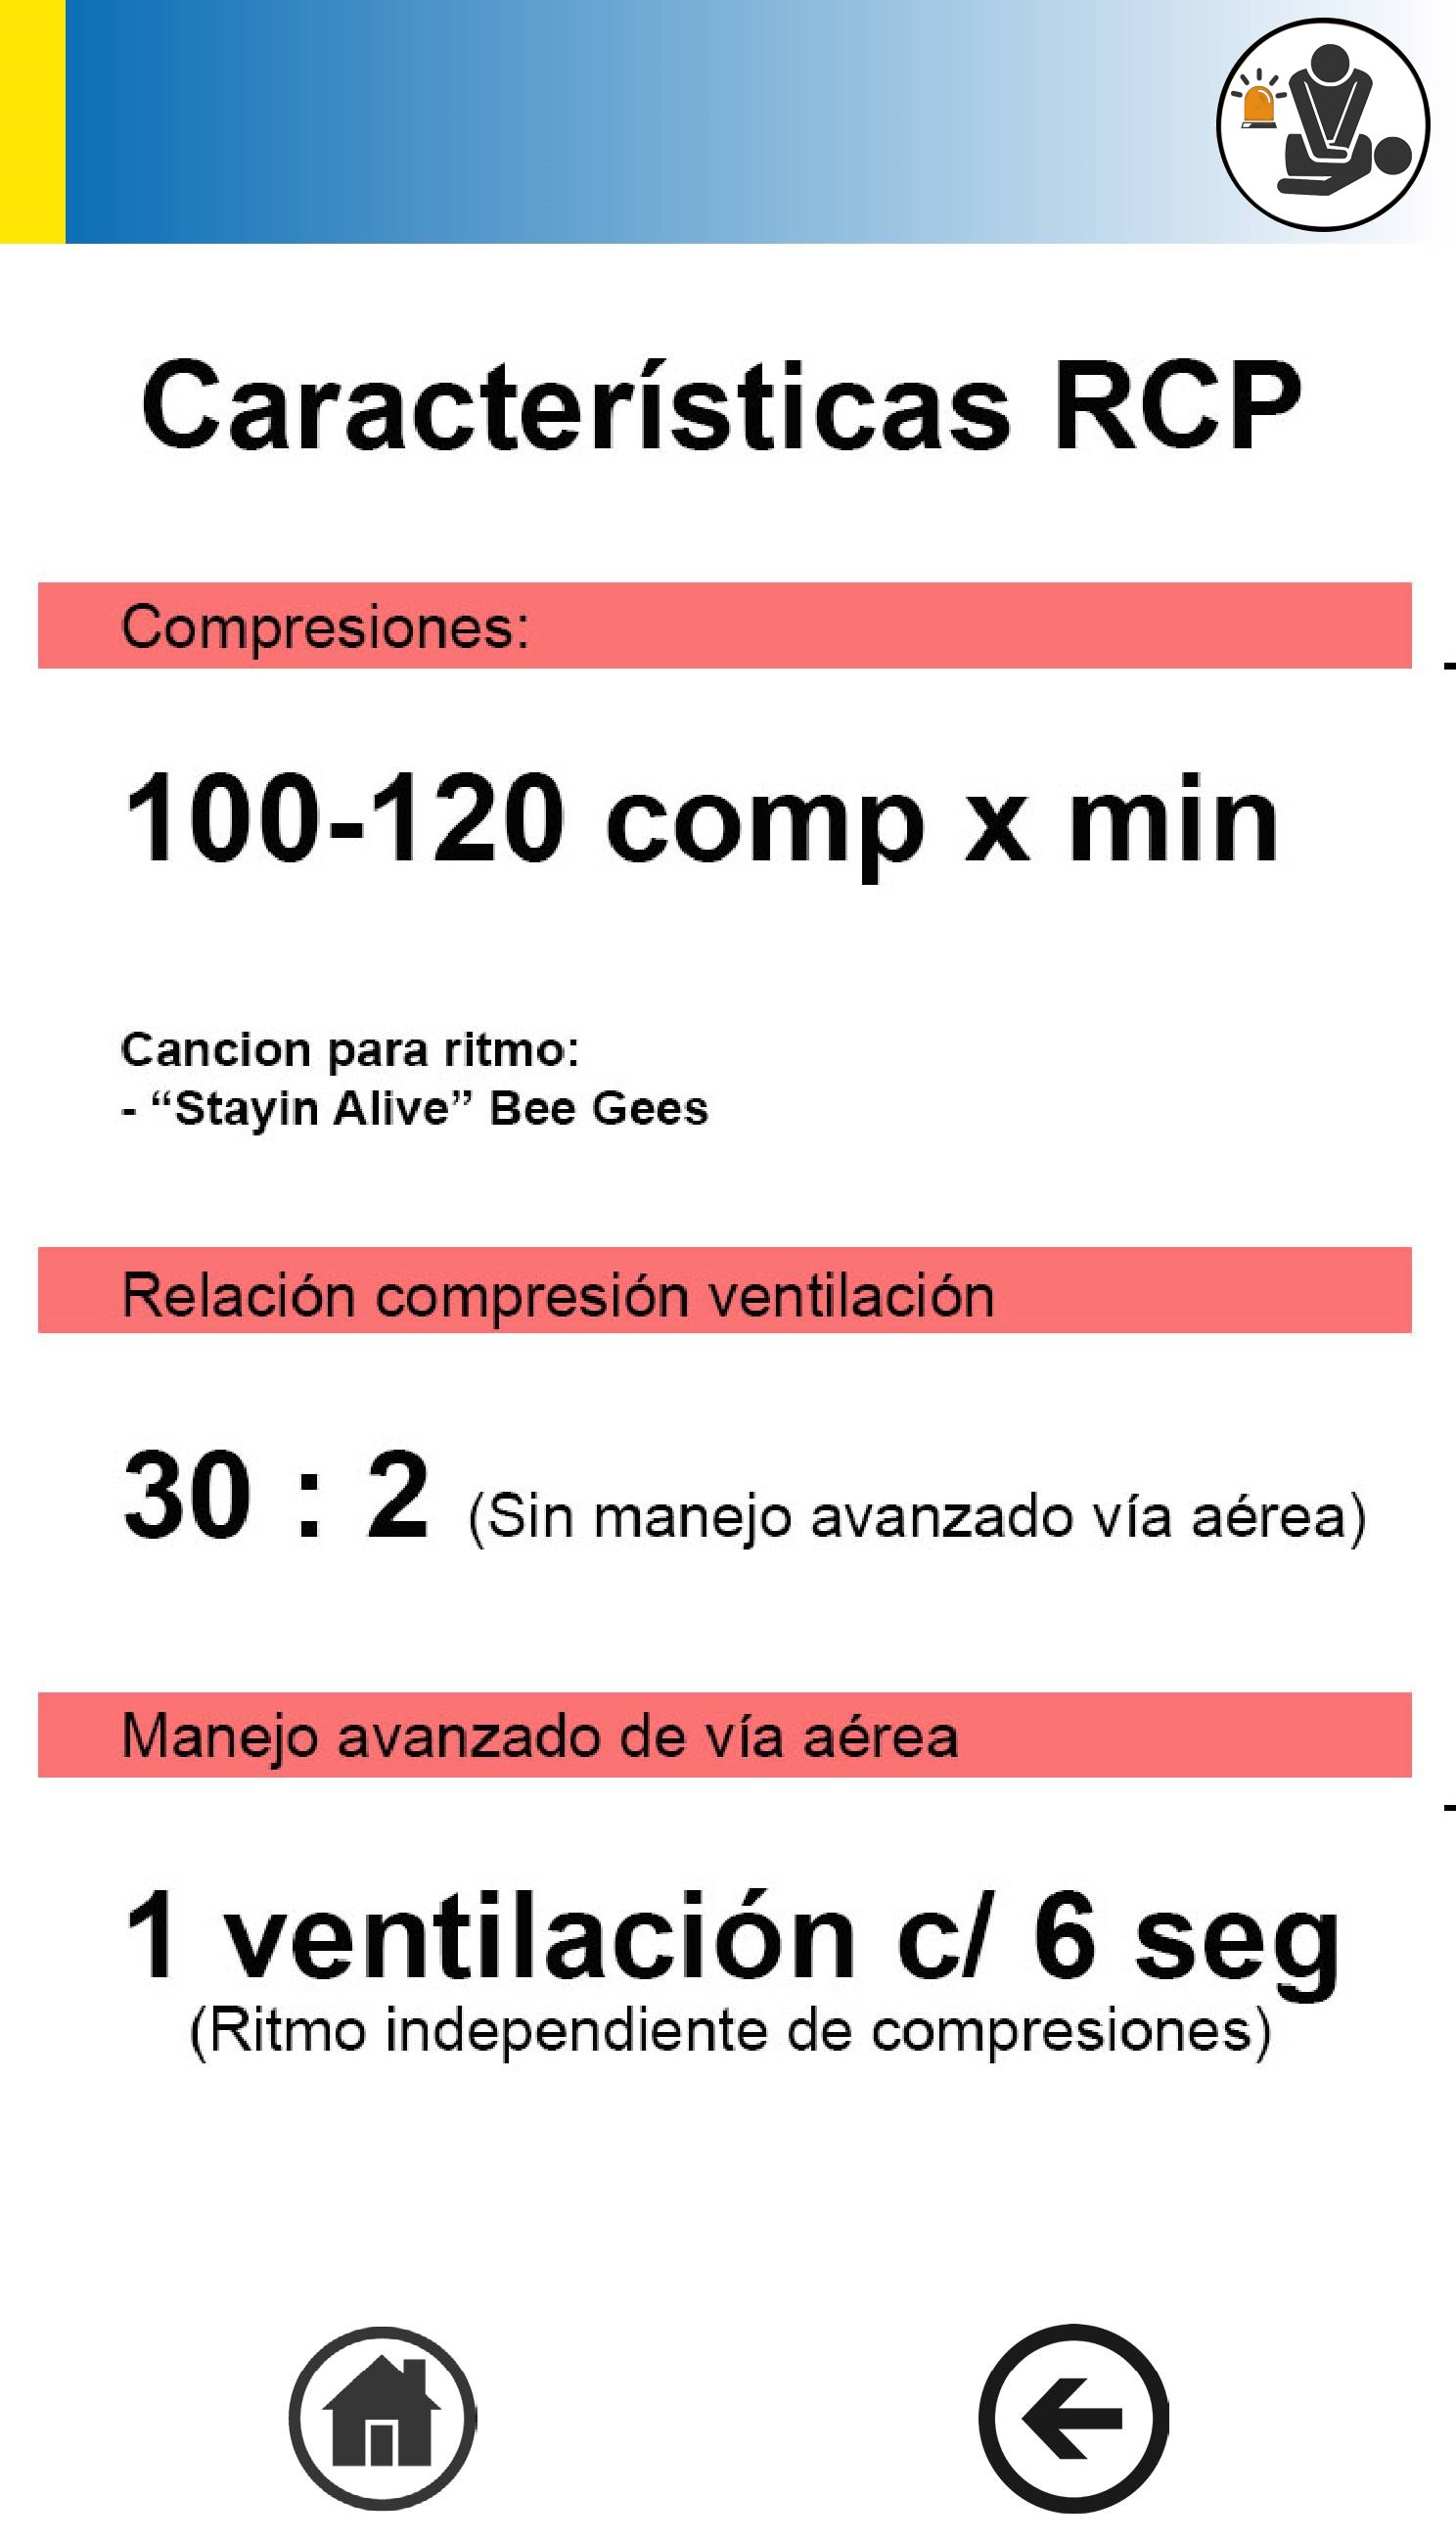 Características RCP
Compresiones:
100-120 comp x min
Cancion para ritmo:
- “Stayin Alive” Bee Gees
Relación compresión ventilación
30 : 2 (Sin manejo avanzado vía aérea)
Manejo avanzado de vía aérea
1 ventilación c/ 6 seg
(Ritmo independiente de compresiones)